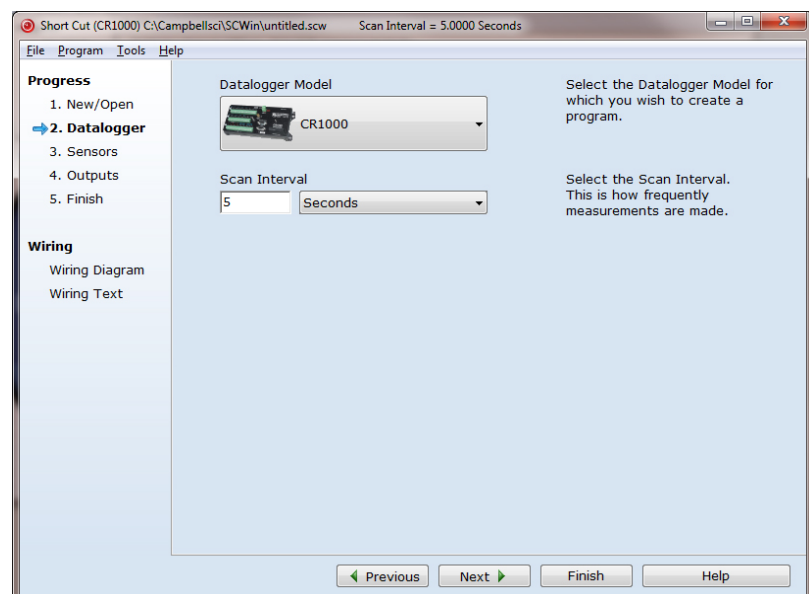 Short Cut (CR1000) C:\Campbellsci\SCWin\untitled.scw Scan Interval = 5.0000 Seconds
File Program Tools Help
Progress
1. New/Open
2. Datalogger
3. Sensors
4. Outputs
5. Finish
Wiring
Wiring Diagram
Wiring Text
Datalogger Model
CR1000
Select the Datalogger Model for
which you wish to create a
program.
Scan Interval
5 Seconds
Select the Scan Interval.
This is how frequently
measurements are made.
Previous Next Finish Help